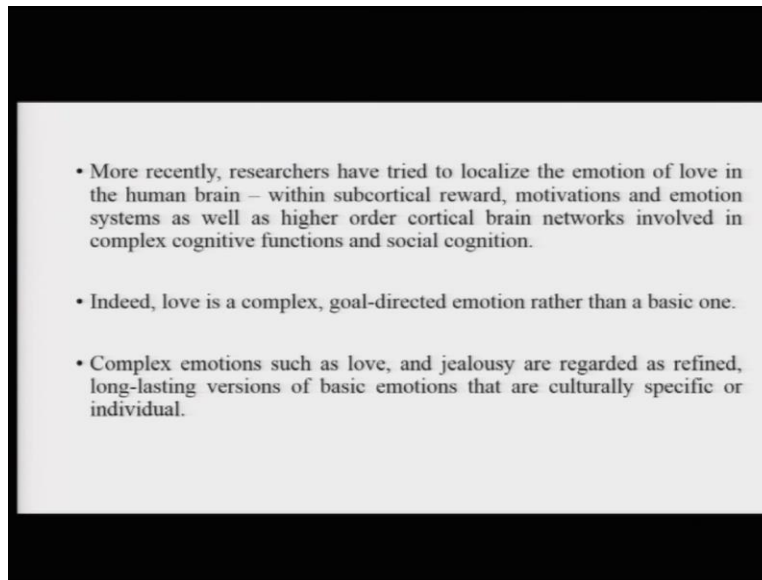 • More recently, researchers have tried to localize the emotion of love in
the human brain – within subcortical reward, motivations and emotion
systems as well as higher order cortical brain networks involved in
complex cognitive functions and social cognition.
• Indeed, love is a complex, goal-directed emotion rather than a basic one.
• Complex emotions such as love, and jealousy are regarded as refined,
long-lasting versions of basic emotions that are culturally specific or
individual.